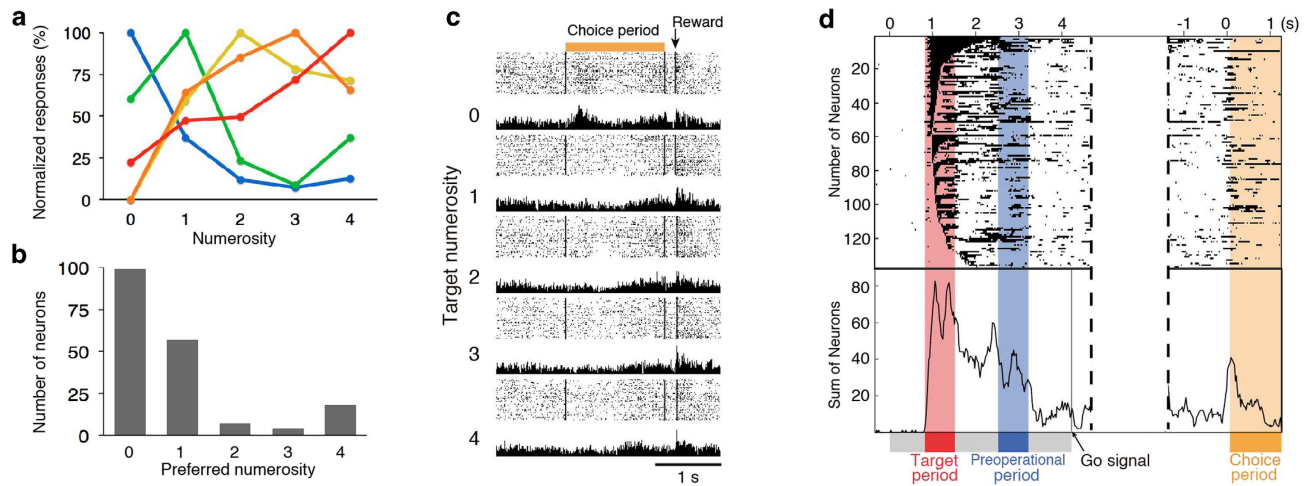 a
Normalized responses (%)
100
75
50
25
0
0 1 2 3 4
Numerosity
b
Number of neurons
100
75
50
25
0
0 1 2 3 4
Preferred numerosity
c
Choice period
Reward
Target numerosity
0
1
2
3
4
1 s
d
0 1 2 3 4 -1 0 1 (s)
Number of Neurons
20
40
60
80
100
120
Sum of Neurons
80
60
40
20
Target
period
Preoperational
period
Go signal
Choice
period